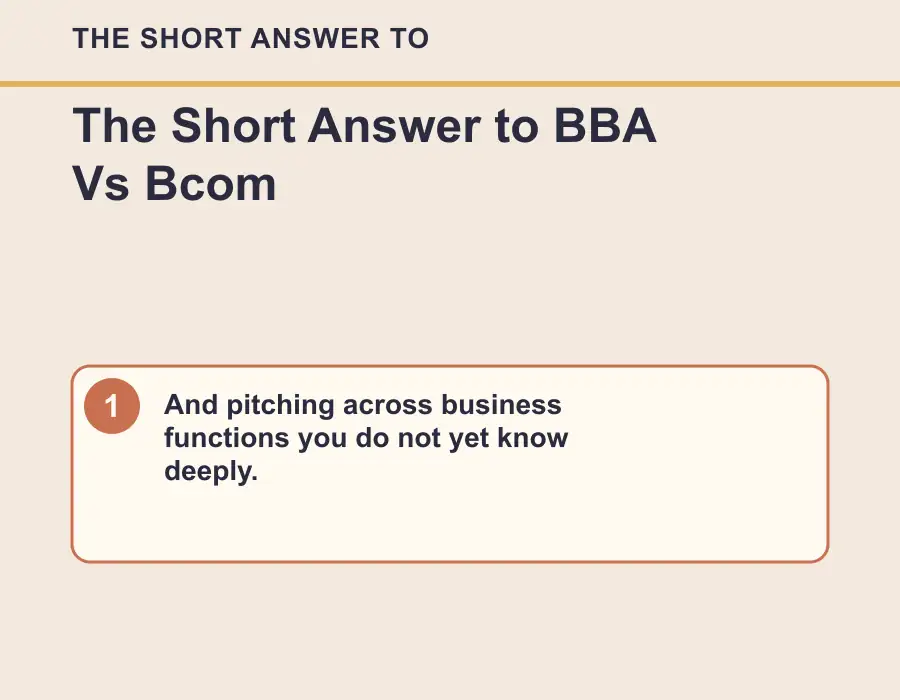 THE SHORT ANSWER TO
The Short Answer to BBA
Vs Bcom
1
And pitching across business
functions you do not yet know
deeply.